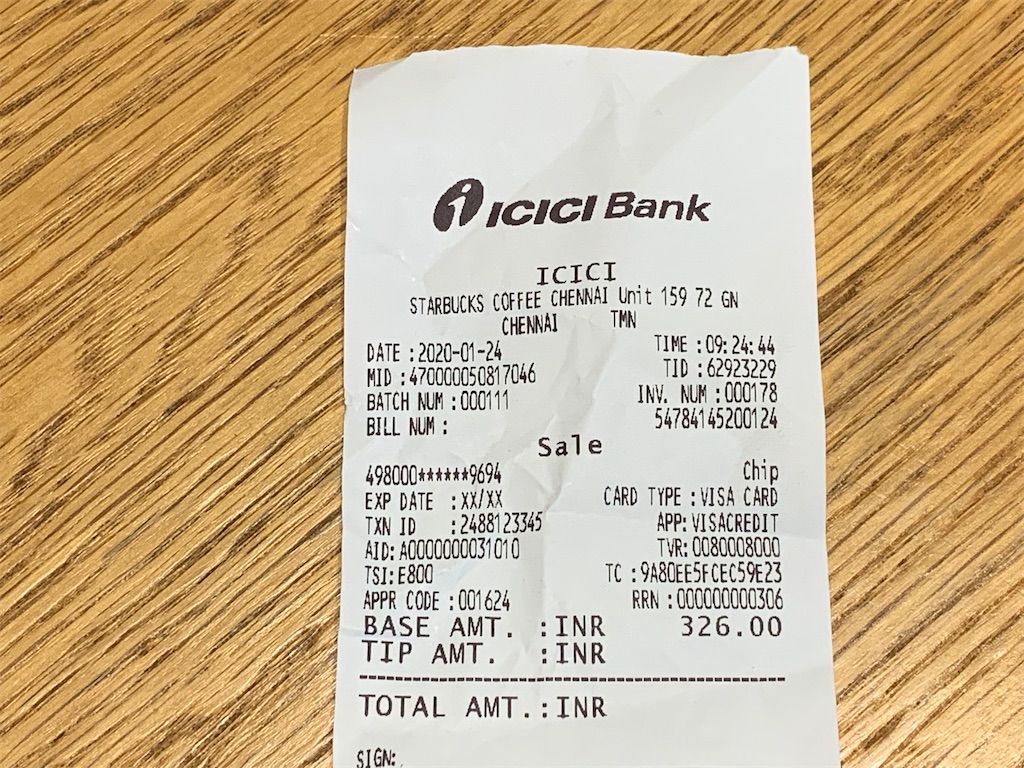 ICICI Bank
ICICI
STARBUCKS COFFEE CHENNAI Unit 159 72 GN
CHENNAI TMN
DATE :2020-01-24 TIME :09:24:44
MID :470000050817046 TID :62923229
BATCH NUM :000111 INV. NUM :000178
BILL NUM : 54784145200124
Sale
498000******9694 Chip
EXP DATE :XX/XX CARD TYPE :VISA CARD
TXN ID :2488123345 APP: VISACREDIT
AID: A0000000031010 TVR: 0080008000
TSI: E800 TC :9A80EE5FCEC59E23
APPR CODE :001624 RRN :000000000306
BASE AMT. :INR 326.00
TIP AMT. :INR
TOTAL AMT.:INR
SIGN: